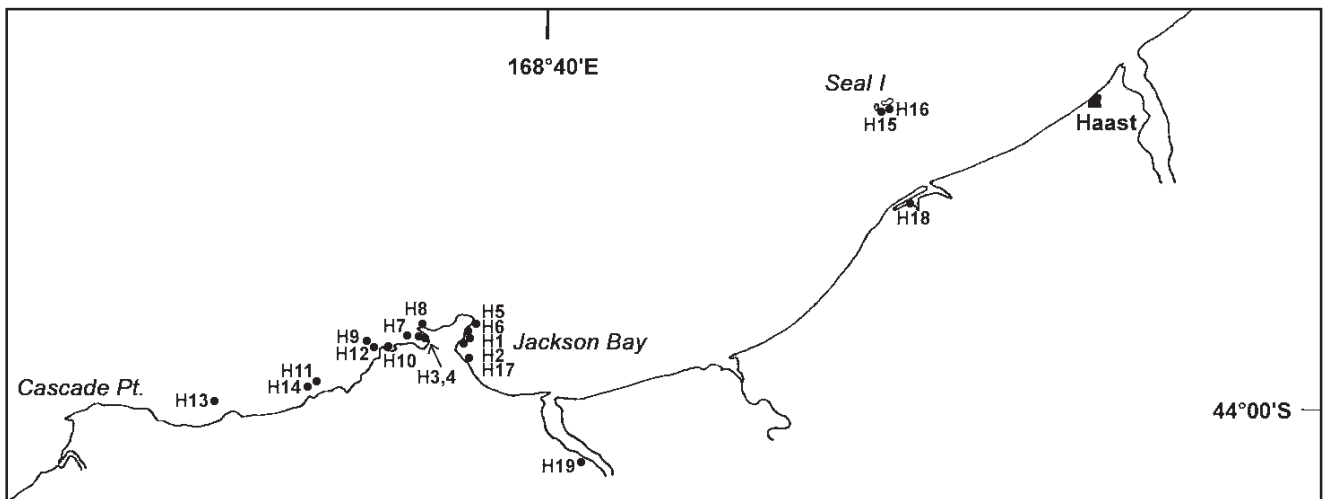 168°40'E
Seal I
H16
H15
Haast
H18
H8
H5
H6
H7
H9
H1
Jackson Bay
H12
H10
H2
H3,4
H17
H11
H14
Cascade Pt.
H13
44°00'S
H19